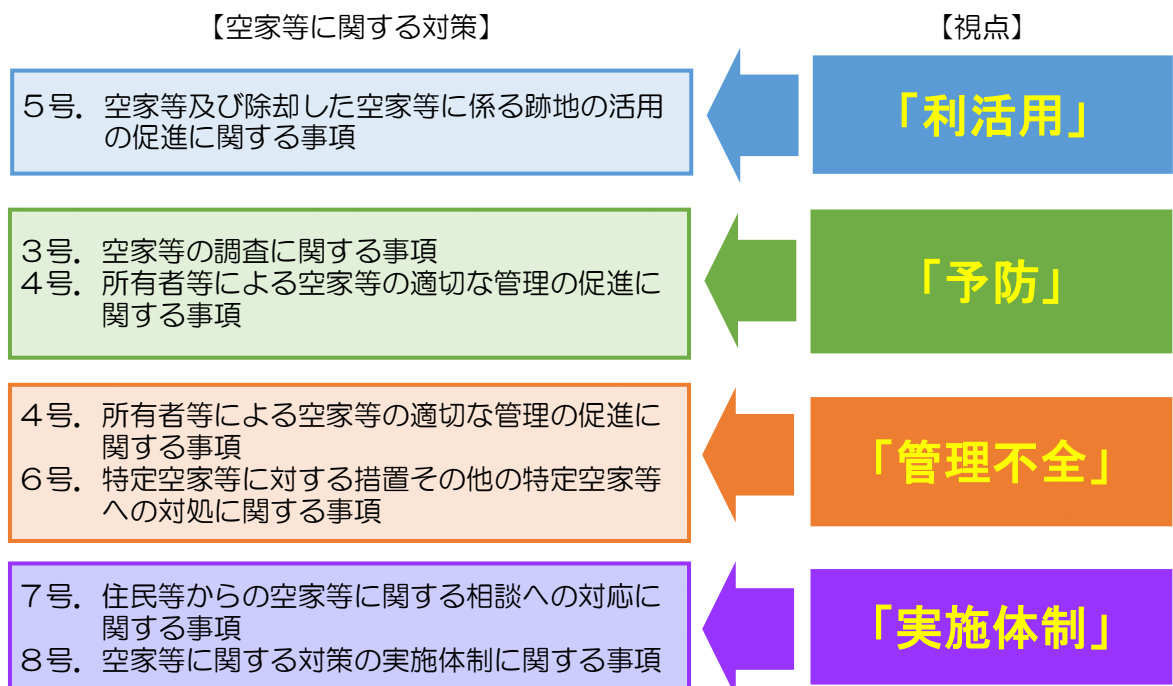 【空家等に関する対策】
【視点】
5号．空家等及び除却した空家等に係る跡地の活用
の促進に関する事項
「利活用」
3号．空家等の調査に関する事項
4号．所有者等による空家等の適切な管理の促進に
関する事項
「予防」
4号．所有者等による空家等の適切な管理の促進に
関する事項
6号．特定空家等に対する措置その他の特定空家等
への対処に関する事項
「管理不全」
7号．住民等からの空家等に関する相談への対応に
関する事項
8号．空家等に関する対策の実施体制に関する事項
「実施体制」